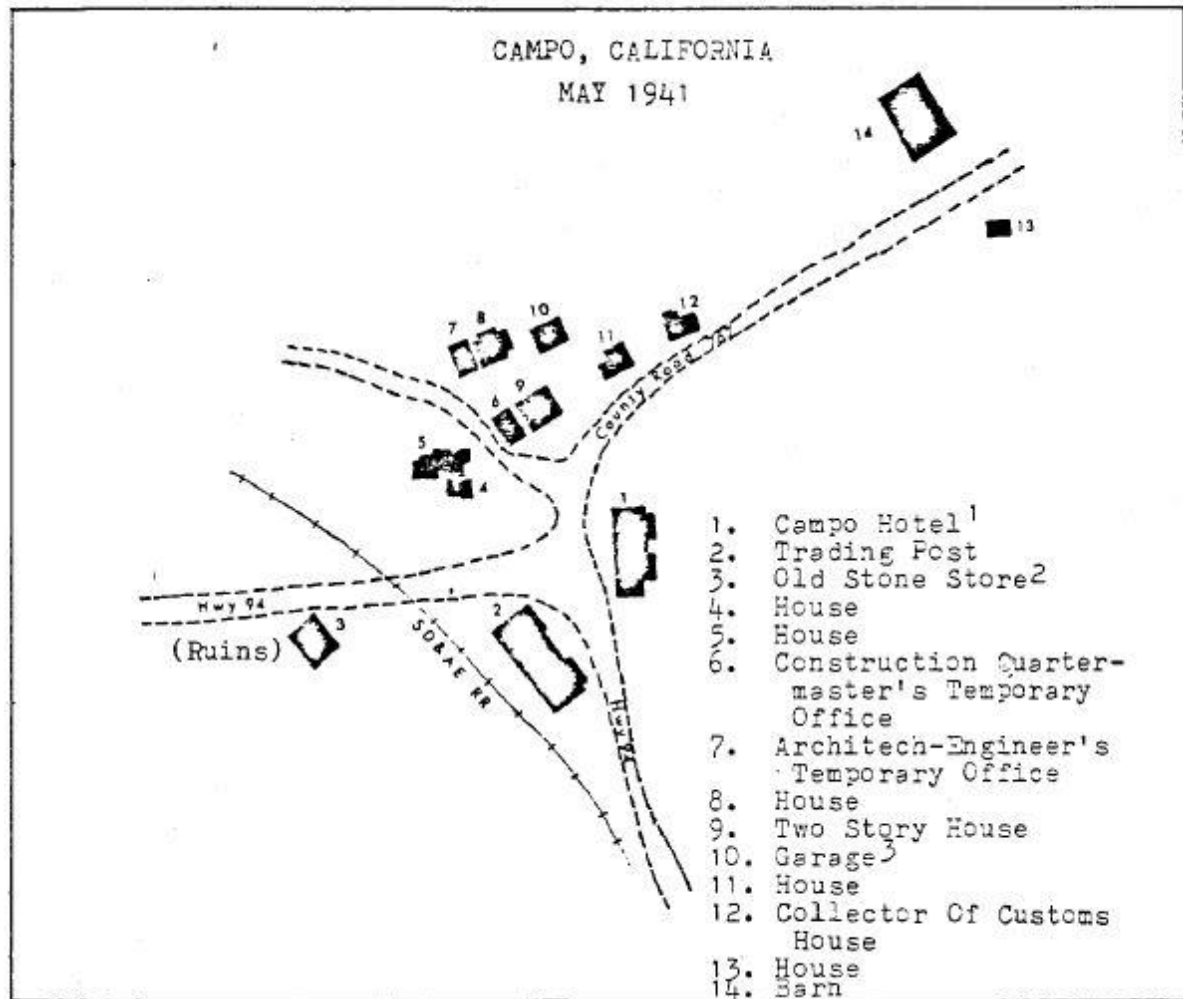 CAMPO, CALIFORNIA
MAY 1941
14
13
12
10
8
7
11
County Road "A"
9
6
5
4
1
Hwy 94
2
3
(Ruins)
SD&AE RR
Hwy 94
1. Campo Hotel1
2. Trading Post
3. Old Stone Store2
4. House
5. House
6. Construction Quarter-
master's Temporary
Office
7. Architech-Engineer's
Temporary Office
8. House
9. Two Story House
10. Garage3
11. House
12. Collector Of Customs
House
13. House
14. Barn